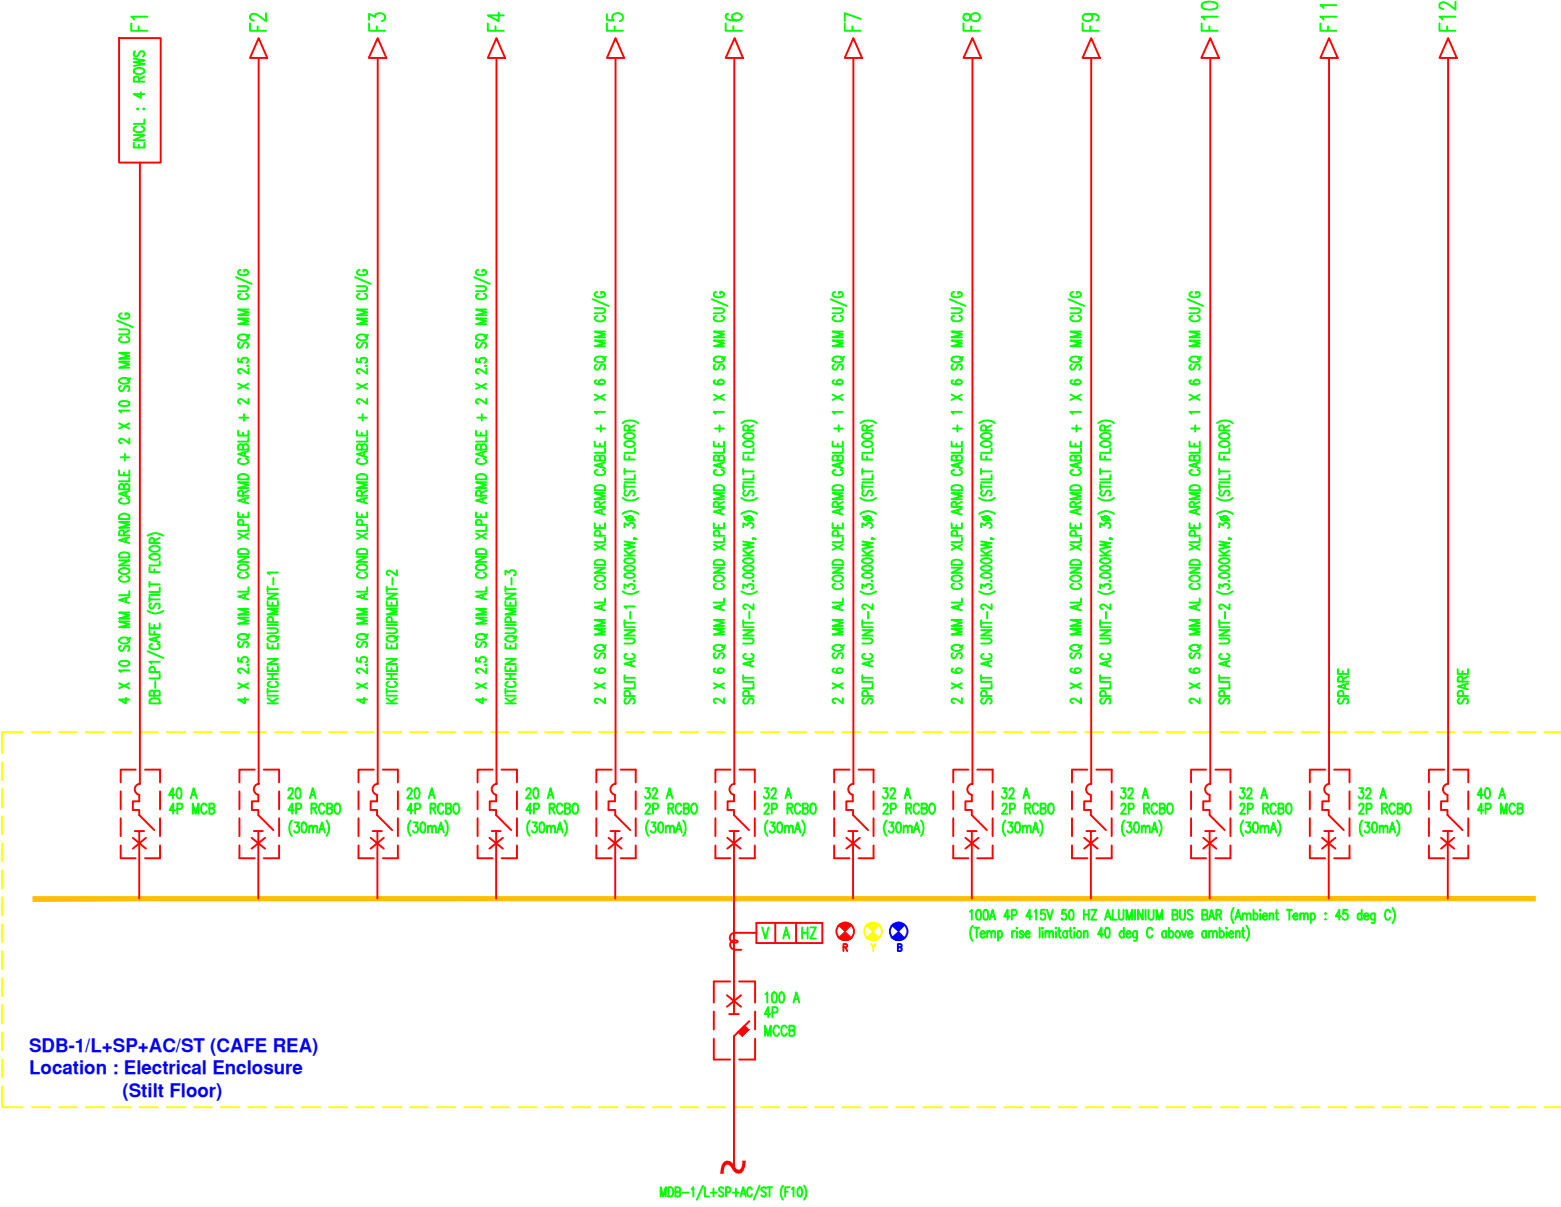 F1
F2
F3
F4
F5
F6
F7
F8
F9
F10
F11
F12
ENCL : 4 ROWS
4 X 10 SQ MM AL COND ARMD CABLE + 2 X 10 SQ MM CU/G
DB-LP1/CAFE (STILT FLOOR)
4 X 2.5 SQ MM AL COND XLPE ARMD CABLE + 2 X 2.5 SQ MM CU/G
KITCHEN EQUIPMENT-1
4 X 2.5 SQ MM AL COND XLPE ARMD CABLE + 2 X 2.5 SQ MM CU/G
KITCHEN EQUIPMENT-2
4 X 2.5 SQ MM AL COND XLPE ARMD CABLE + 2 X 2.5 SQ MM CU/G
KITCHEN EQUIPMENT-3
2 X 6 SQ MM AL COND XLPE ARMD CABLE + 1 X 6 SQ MM CU/G
SPLIT AC UNIT-1 (3.000KW, 3ø) (STILT FLOOR)
2 X 6 SQ MM AL COND XLPE ARMD CABLE + 1 X 6 SQ MM CU/G
SPLIT AC UNIT-2 (3.000KW, 3ø) (STILT FLOOR)
2 X 6 SQ MM AL COND XLPE ARMD CABLE + 1 X 6 SQ MM CU/G
SPLIT AC UNIT-2 (3.000KW, 3ø) (STILT FLOOR)
2 X 6 SQ MM AL COND XLPE ARMD CABLE + 1 X 6 SQ MM CU/G
SPLIT AC UNIT-2 (3.000KW, 3ø) (STILT FLOOR)
2 X 6 SQ MM AL COND XLPE ARMD CABLE + 1 X 6 SQ MM CU/G
SPLIT AC UNIT-2 (3.000KW, 3ø) (STILT FLOOR)
2 X 6 SQ MM AL COND XLPE ARMD CABLE + 1 X 6 SQ MM CU/G
SPLIT AC UNIT-2 (3.000KW, 3ø) (STILT FLOOR)
SPARE
SPARE
40 A
4P MCB
20 A
4P RCBO
(30mA)
20 A
4P RCBO
(30mA)
20 A
4P RCBO
(30mA)
32 A
2P RCBO
(30mA)
32 A
2P RCBO
(30mA)
32 A
2P RCBO
(30mA)
32 A
2P RCBO
(30mA)
32 A
2P RCBO
(30mA)
32 A
2P RCBO
(30mA)
32 A
2P RCBO
(30mA)
40 A
4P MCB
100A 4P 415V 50 HZ ALUMINIUM BUS BAR (Ambient Temp : 45 deg C)
(Temp rise limitation 40 deg C above ambient)
V A HZ
R Y B
100 A
4P
MCCB
SDB-1/L+SP+AC/ST (CAFE REA)
Location : Electrical Enclosure
(Stilt Floor)
MDB-1/L+SP+AC/ST (F10)